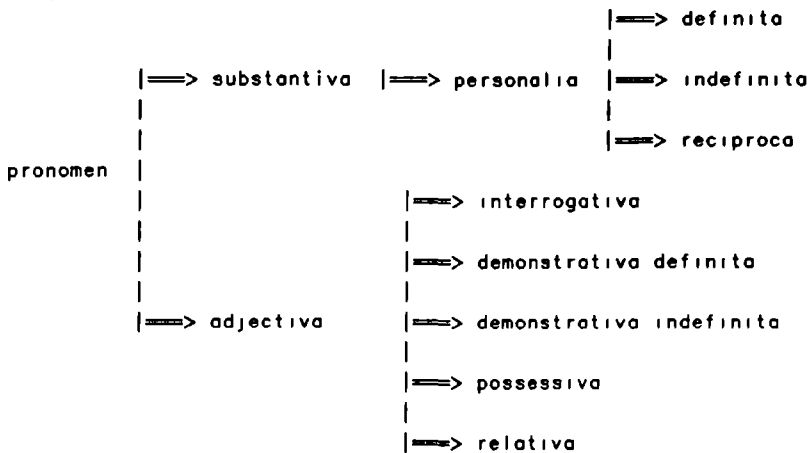 |==> definita
|==> substantiva |==> personalia |==> indefinita
|==> reciproca
pronomen
|==> interrogativa
|==> demonstrativa definita
|==> adjectiva |==> demonstrativa indefinita
|==> possessiva
|==> relativa